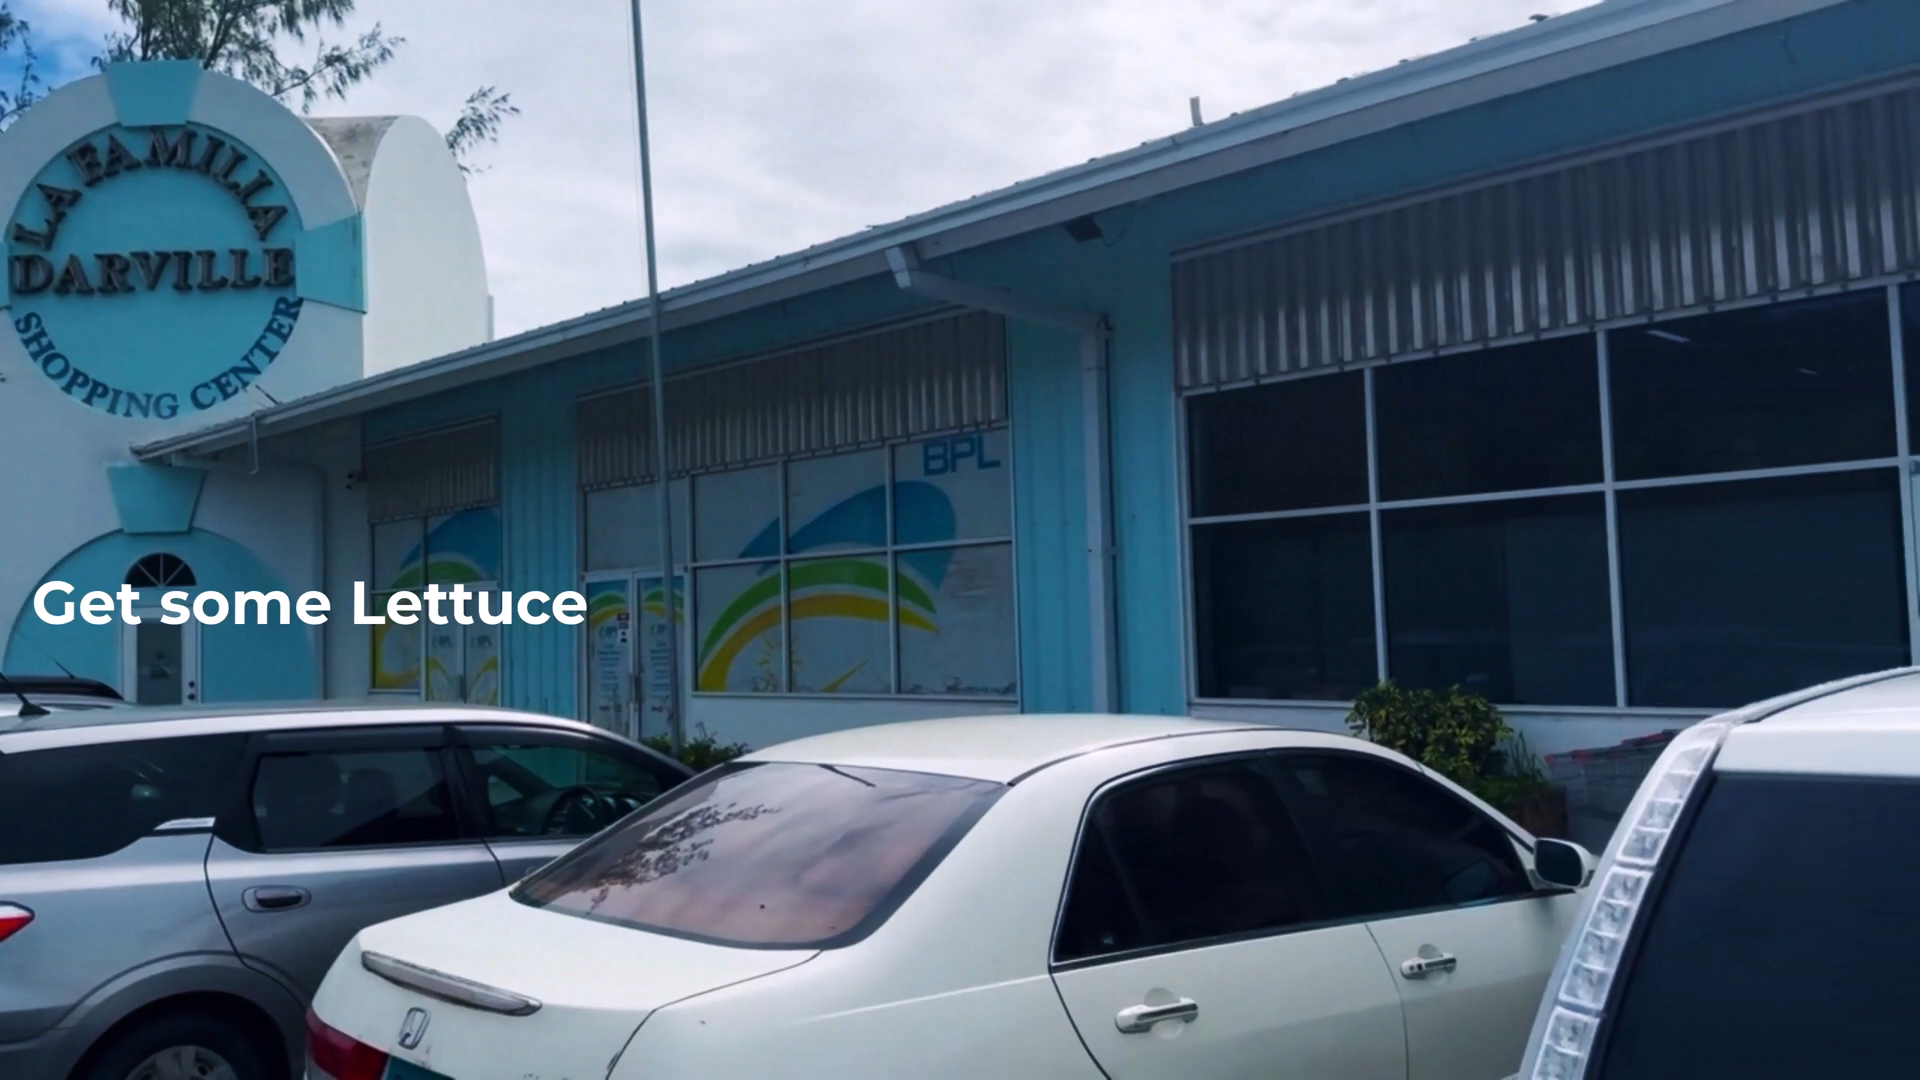 LA FAMILIA
DARVILLE
SHOPPING CENTER
BPL
Get some Lettuce